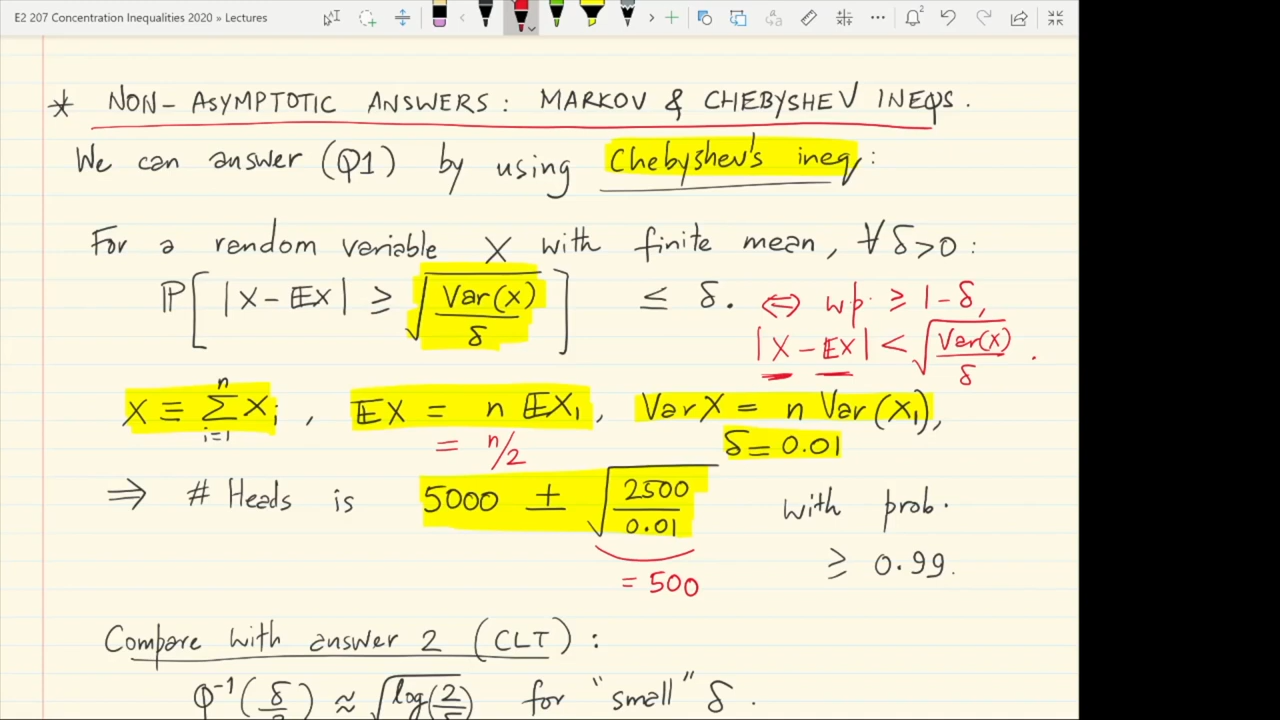 E2 207 Concentration Inequalities 2020 » Lectures
* NON-ASYMPTOTIC ANSWERS: MARKOV & CHEBYSHEV INEQS.
We can answer (Q1) by using Chebyshev's ineq:
For a random variable X with finite mean, ∀ δ>0:
ℙ[ |X - 𝔼X| ≥ √(Var(X)/δ) ] ≤ δ. ⇔ w.p. ≥ 1-δ,
|X - 𝔼X| < √(Var(X)/δ).
X ≡ ∑_{i=1}^{n} X_i, 𝔼X = n 𝔼X_1, Var X = n Var(X_1),
= n/2 δ = 0.01
⇒ # Heads is 5000 ± √(2500/0.01) with prob.
= 500 ≥ 0.99.
Compare with answer 2 (CLT):
for "small" δ.